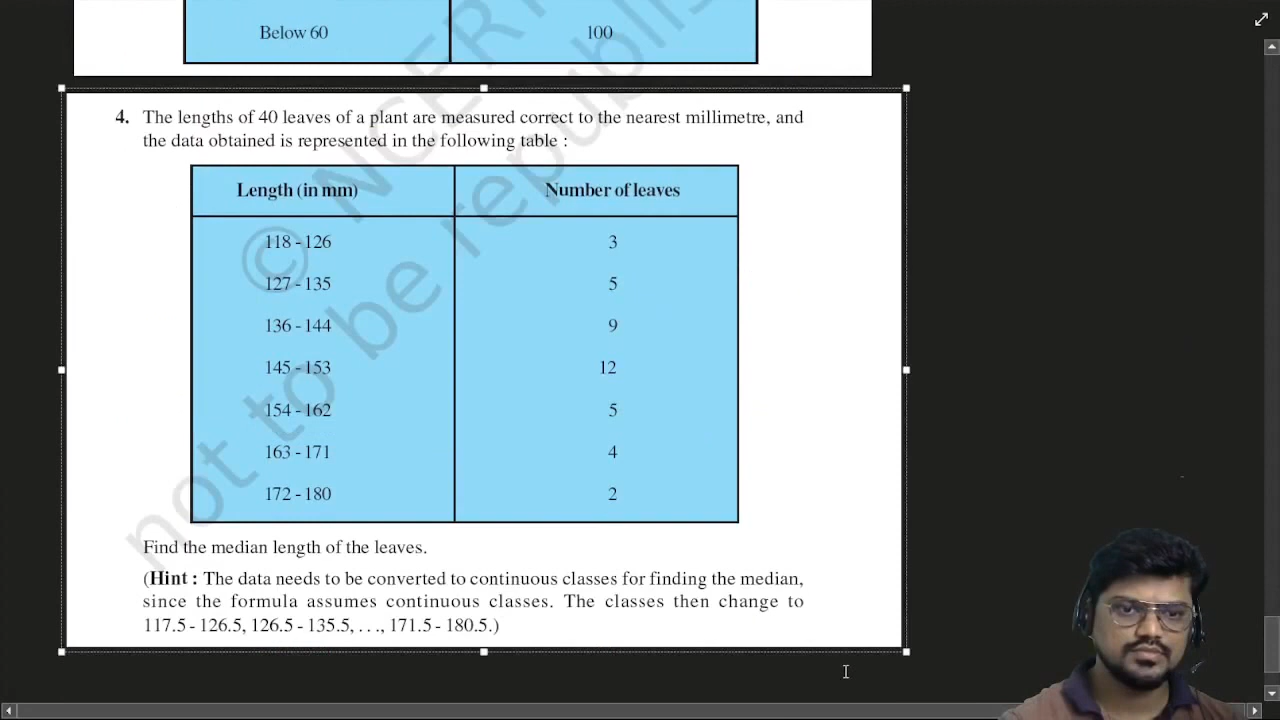 Below 60 100
4. The lengths of 40 leaves of a plant are measured correct to the nearest millimetre, and
the data obtained is represented in the following table :
Length (in mm) Number of leaves
118 - 126 3
127 - 135 5
136 - 144 9
145 - 153 12
154 - 162 5
163 - 171 4
172 - 180 2
Find the median length of the leaves.
(Hint : The data needs to be converted to continuous classes for finding the median,
since the formula assumes continuous classes. The classes then change to
117.5 - 126.5, 126.5 - 135.5, . . ., 171.5 - 180.5.)
© NCERT
not to be republis